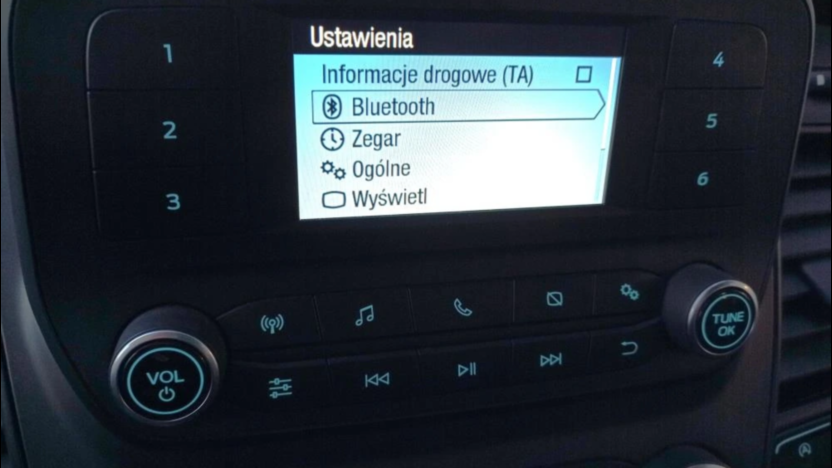 Ustawienia
Informacje drogowe (TA)
Bluetooth
Zegar
Ogólne
Wyświetl
1
2
3
4
5
6
VOL
TUNE
OK